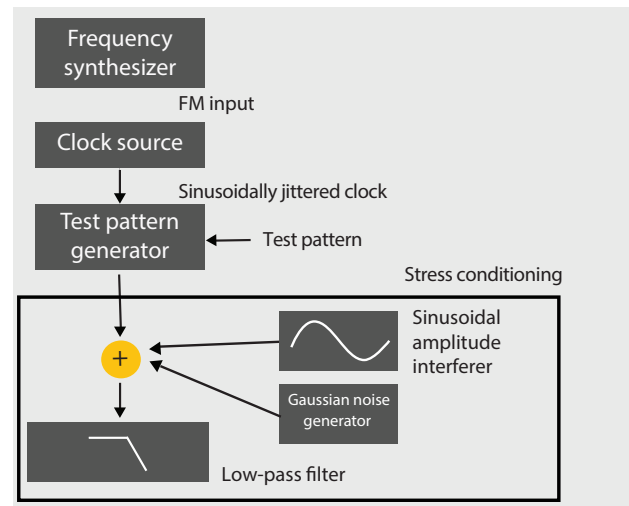 Frequency
synthesizer
FM input
Clock source
Sinusoidally jittered clock
Test pattern
generator
Test pattern
Stress conditioning
Sinusoidal
amplitude
interferer
+
Gaussian noise
generator
Low-pass filter